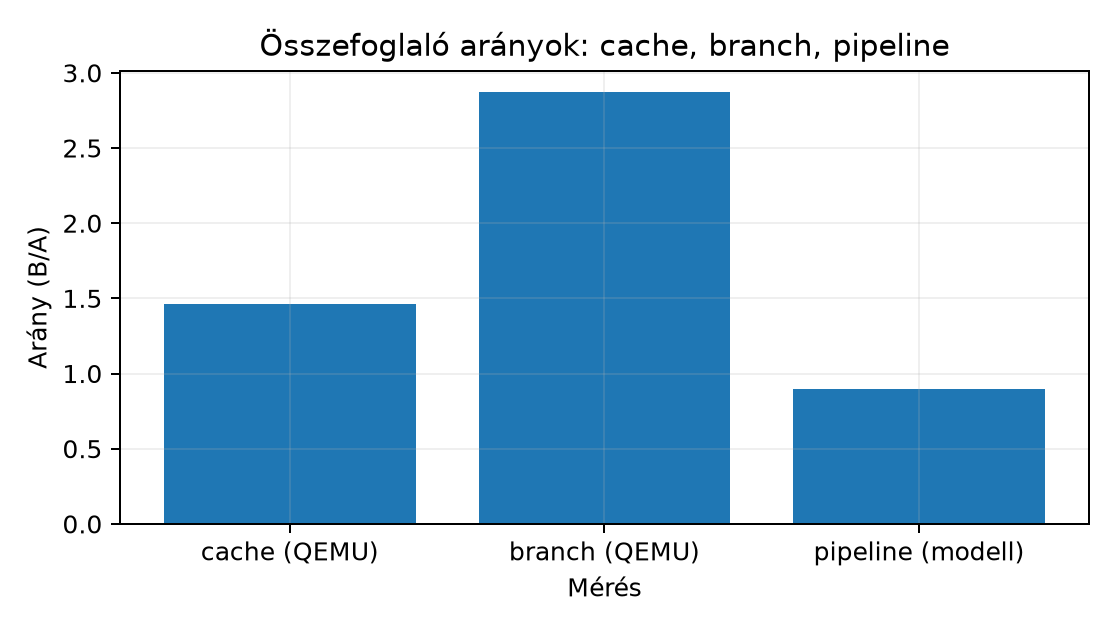 Összefoglaló arányok: cache, branch, pipeline
Arány (B/A)
3.0
2.5
2.0
1.5
1.0
0.5
0.0
cache (QEMU)
branch (QEMU)
pipeline (modell)
Mérés